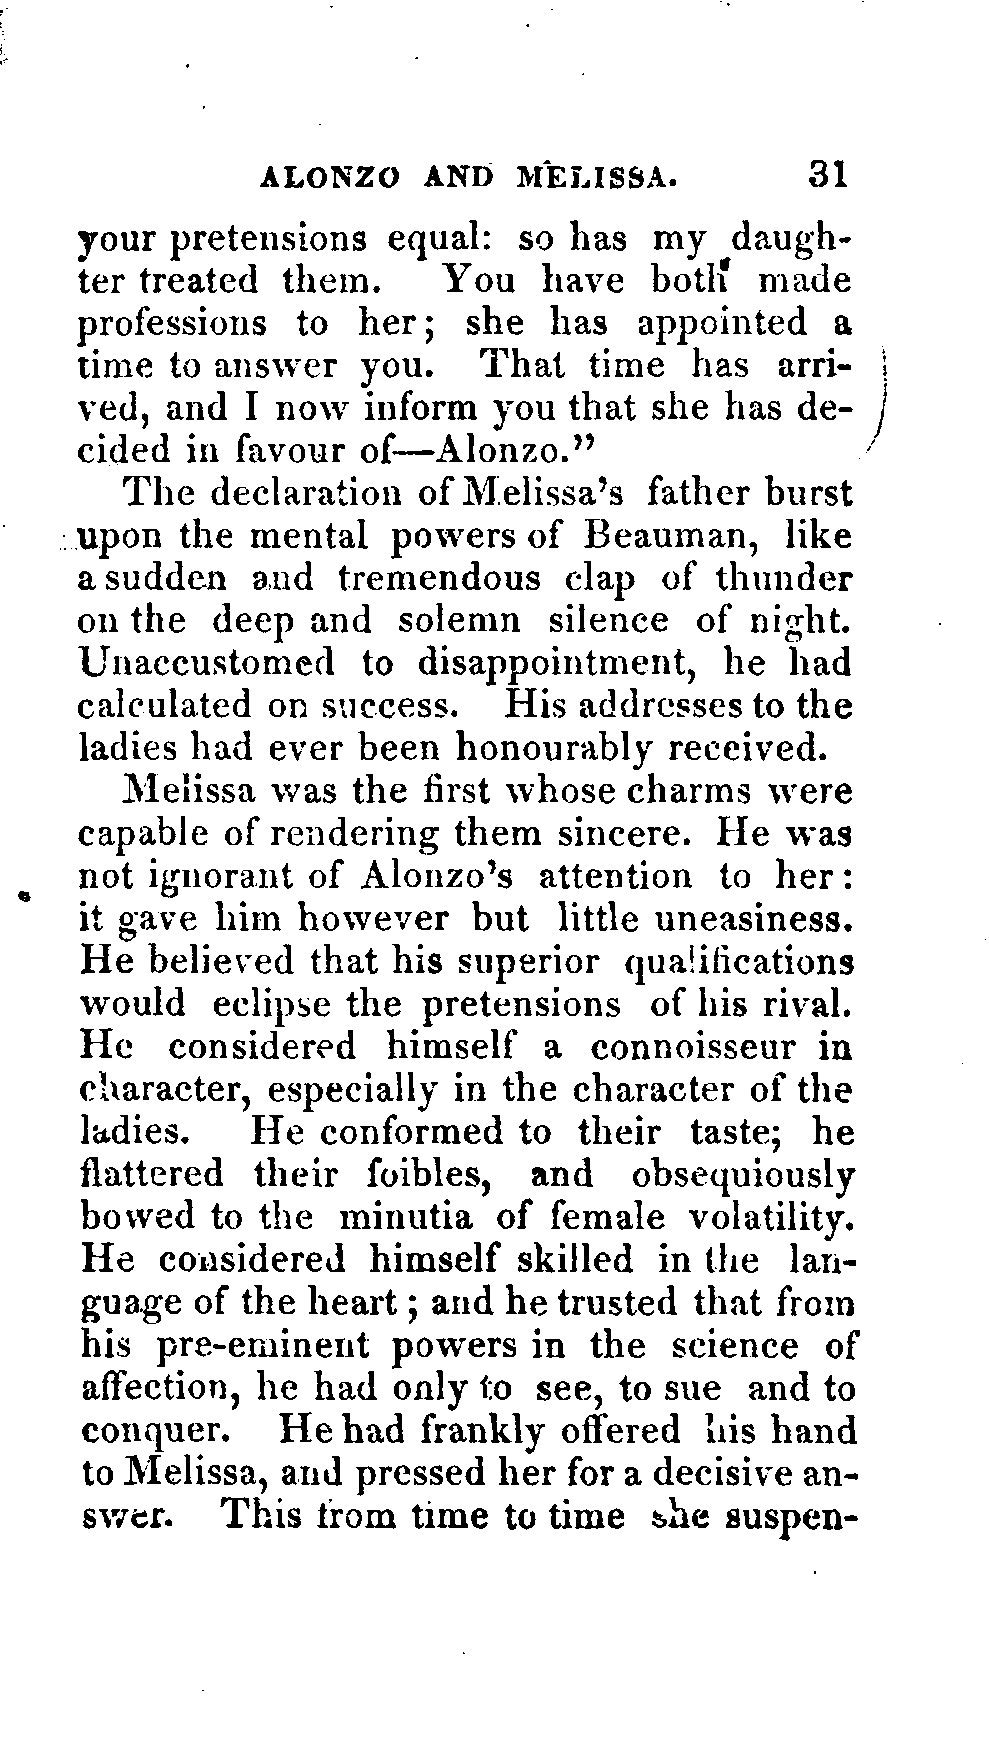 ALONZO AND MELISSA. 31
your pretensions equal: so has my daugh-
ter treated them. You have both made
professions to her; she has appointed a
time to answer you. That time has arri-
ved, and I now inform you that she has de-
cided in favour of—Alonzo."
The declaration of Melissa's father burst
upon the mental powers of Beauman, like
a sudden and tremendous clap of thunder
on the deep and solemn silence of night.
Unaccustomed to disappointment, he had
calculated on success. His addresses to the
ladies had ever been honourably received.
Melissa was the first whose charms were
capable of rendering them sincere. He was
not ignorant of Alonzo's attention to her:
it gave him however but little uneasiness.
He believed that his superior qualifications
would eclipse the pretensions of his rival.
He considered himself a connoisseur in
character, especially in the character of the
ladies. He conformed to their taste; he
flattered their foibles, and obsequiously
bowed to the minutia of female volatility.
He considered himself skilled in the lan-
guage of the heart; and he trusted that from
his pre-eminent powers in the science of
affection, he had only to see, to sue and to
conquer. He had frankly offered his hand
to Melissa, and pressed her for a decisive an-
swer. This from time to time she suspen-